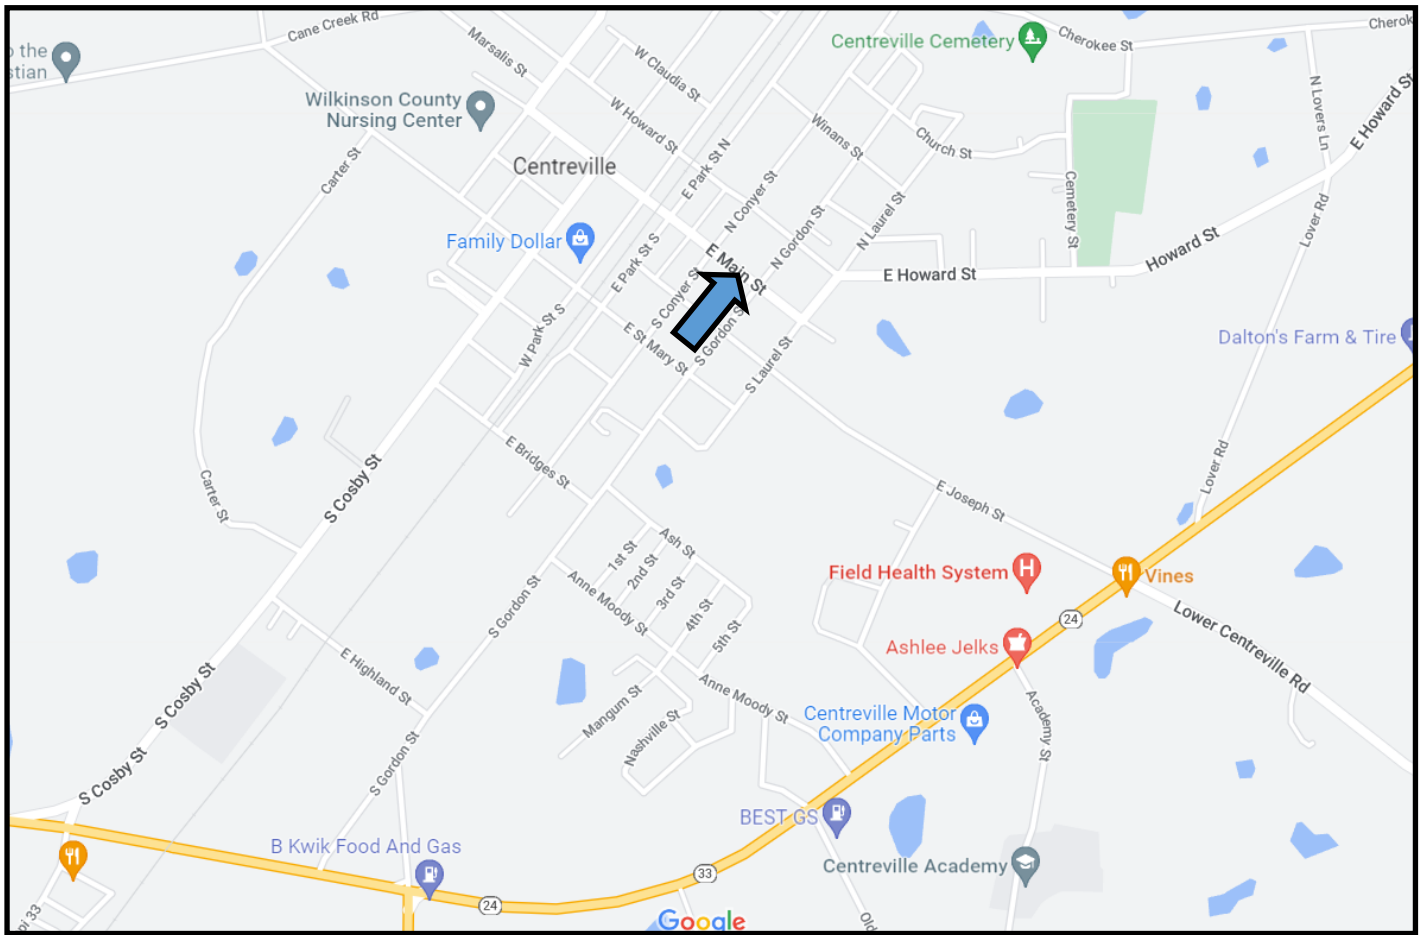 Cane Creek Rd
Cherok
Marsalis St
Centreville Cemetery
Cherokee St
o the
stian
W Claudia St
N Lovers Ln
E Howard St
Wilkinson County
Nursing Center
W Howard St
Winans St
Church St
E Park St N
Centreville
Carter St
Cemetery St
N Conyer St
N Gordon St
N Laurel St
Lover Rd
Family Dollar
E Park St S
E Main St
Howard St
E Howard St
S Conyer St
S Gordon St
W Park St S
E St Mary St
S Laurel St
Dalton's Farm & Tire
E Bridges St
S Cosby St
Carter St
Lover Rd
E Joseph St
Ash St
1st St
2nd St
3rd St
4th St
5th St
Anne Moody St
Field Health System
Vines
S Gordon St
24
Lower Centreville Rd
Ashlee Jelks
E Highland St
S Cosby St
Anne Moody St
Mangum St
Nashville St
Academy St
Centreville Motor
Company Parts
S Gordon St
S Cosby St
BEST GS
B Kwik Food And Gas
33
Centreville Academy
24
pi 33
Old
Google